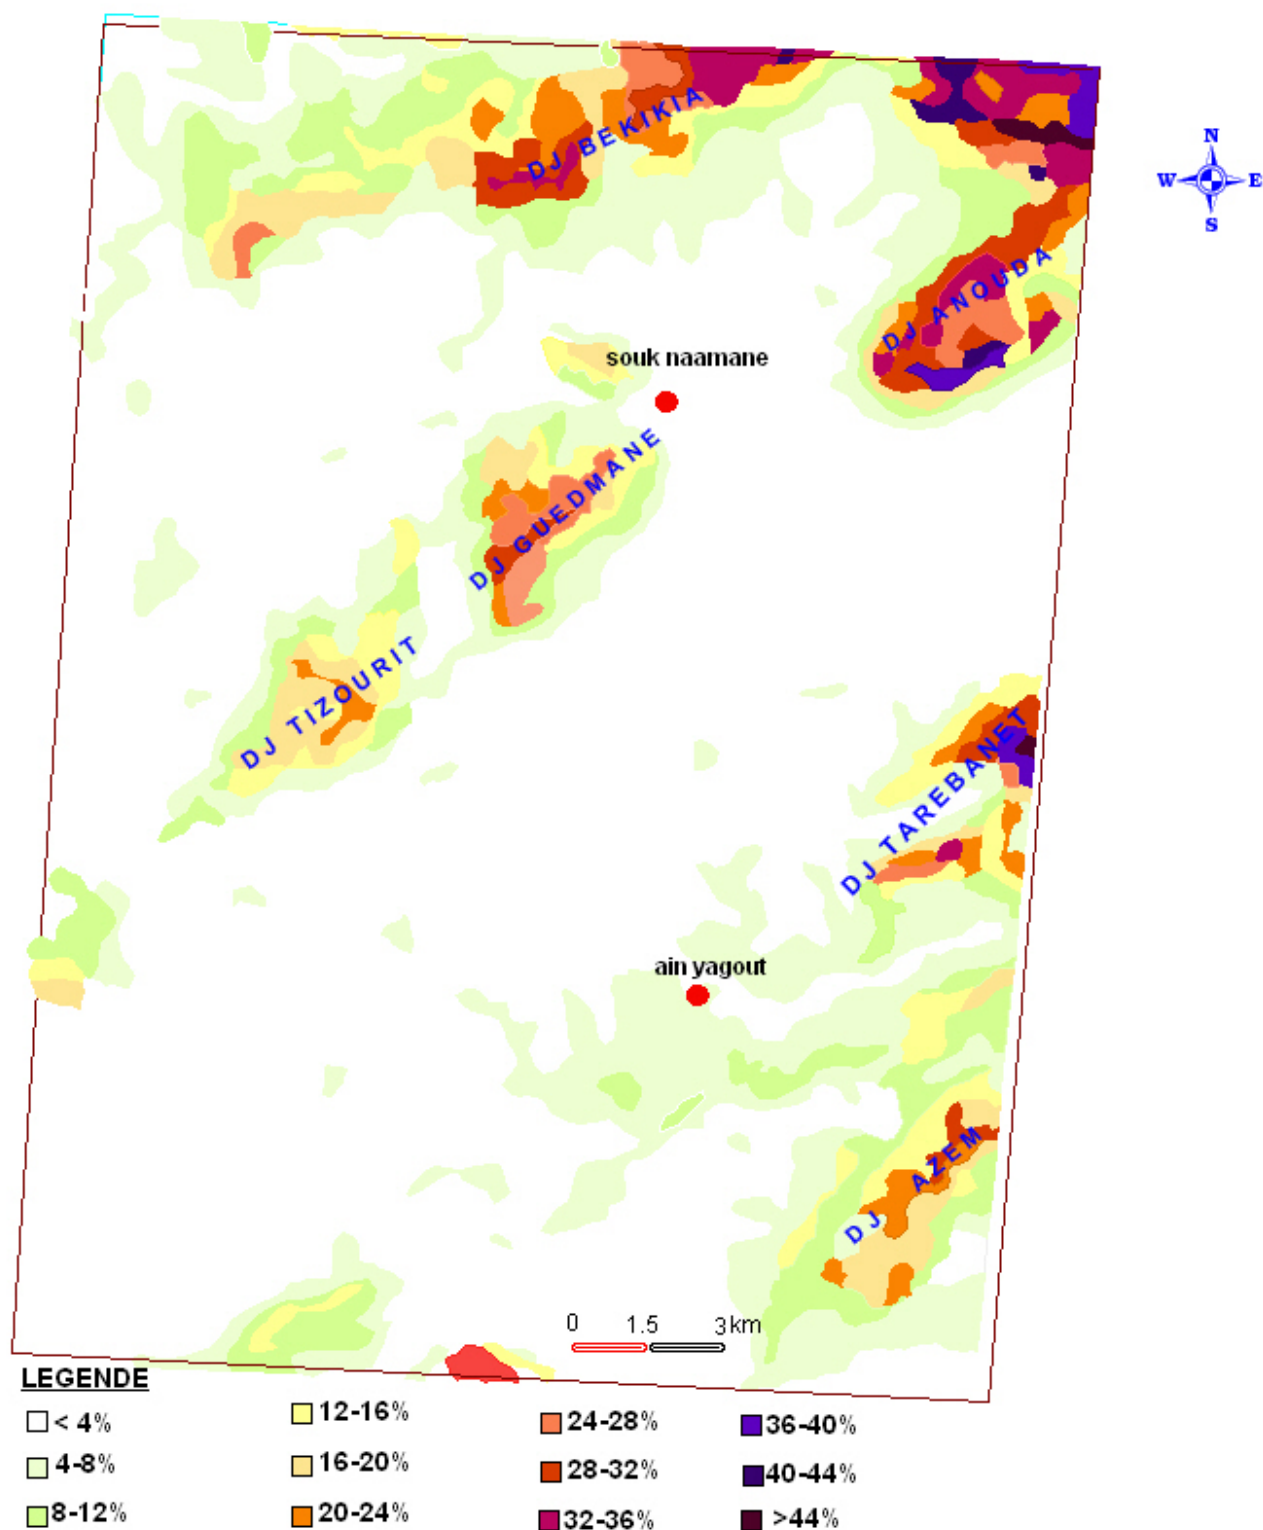 DJ BEKIKIA
N
W E
S
DJ ANOUDA
souk naamane
DJ GUEDMANE
DJ TIZOURIT
DJ TAREBANET
ain yagout
DJ AZEM
0 1.5 3km
LEGENDE
< 4% 12-16% 24-28% 36-40%
4-8% 16-20% 28-32% 40-44%
8-12% 20-24% 32-36% >44%